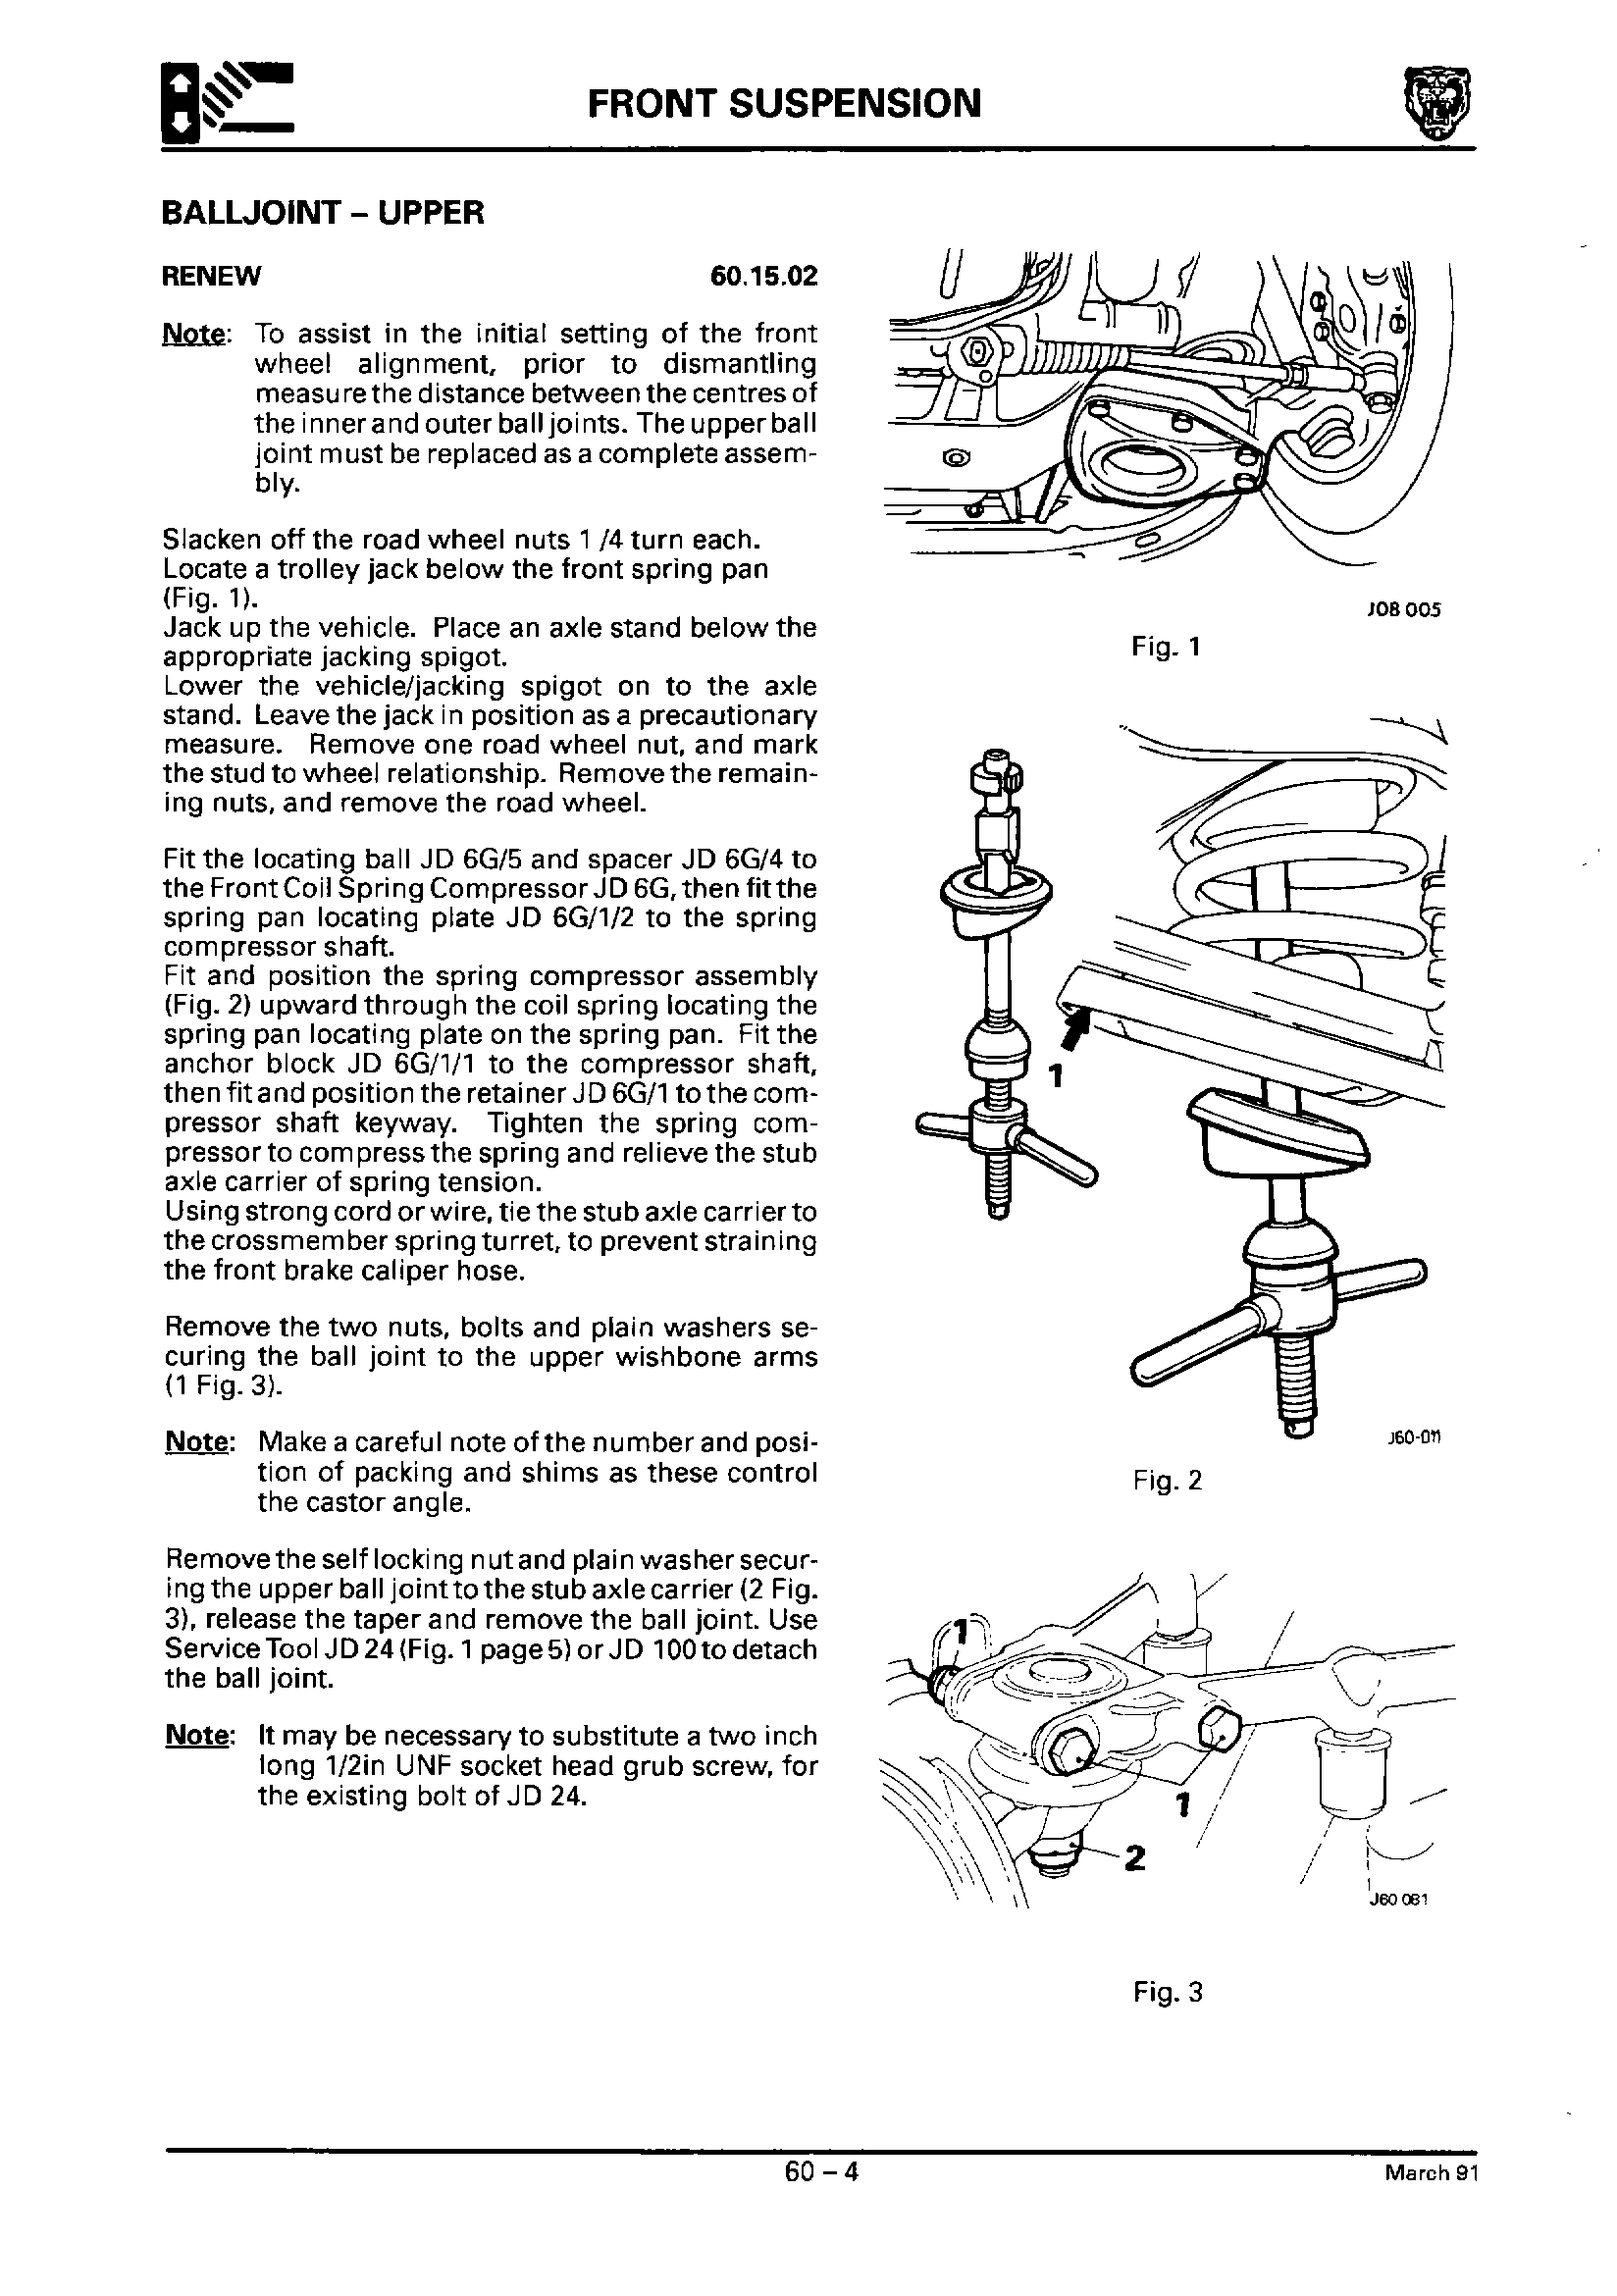 FRONT SUSPENSION
BALLJOINT – UPPER
RENEW 60.15.02
Note: To assist in the initial setting of the front
wheel alignment, prior to dismantling
measure the distance between the centres of
the inner and outer ball joints. The upper ball
joint must be replaced as a complete assem-
bly.
Slacken off the road wheel nuts 1 /4 turn each.
Locate a trolley jack below the front spring pan
(Fig. 1).
Jack up the vehicle. Place an axle stand below the
appropriate jacking spigot.
Lower the vehicle/jacking spigot on to the axle
stand. Leave the jack in position as a precautionary
measure. Remove one road wheel nut, and mark
the stud to wheel relationship. Remove the remain-
ing nuts, and remove the road wheel.
Fit the locating ball JD 6G/5 and spacer JD 6G/4 to
the Front Coil Spring Compressor JD 6G, then fit the
spring pan locating plate JD 6G/1/2 to the spring
compressor shaft.
Fit and position the spring compressor assembly
(Fig. 2) upward through the coil spring locating the
spring pan locating plate on the spring pan. Fit the
anchor block JD 6G/1/1 to the compressor shaft,
then fit and position the retainer JD 6G/1 to the com-
pressor shaft keyway. Tighten the spring com-
pressor to compress the spring and relieve the stub
axle carrier of spring tension.
Using strong cord or wire, tie the stub axle carrier to
the crossmember spring turret, to prevent straining
the front brake caliper hose.
Remove the two nuts, bolts and plain washers se-
curing the ball joint to the upper wishbone arms
(1 Fig. 3).
Note: Make a careful note of the number and posi-
tion of packing and shims as these control
the castor angle.
Remove the self locking nut and plain washer secur-
ing the upper ball joint to the stub axle carrier (2 Fig.
3), release the taper and remove the ball joint. Use
Service Tool JD 24 (Fig. 1 page 5) or JD 100 to detach
the ball joint.
Note: It may be necessary to substitute a two inch
long 1/2in UNF socket head grub screw, for
the existing bolt of JD 24.
J08 005
Fig. 1
1
J60-011
Fig. 2
1
1
2
J60 081
Fig. 3
60 – 4
March 91